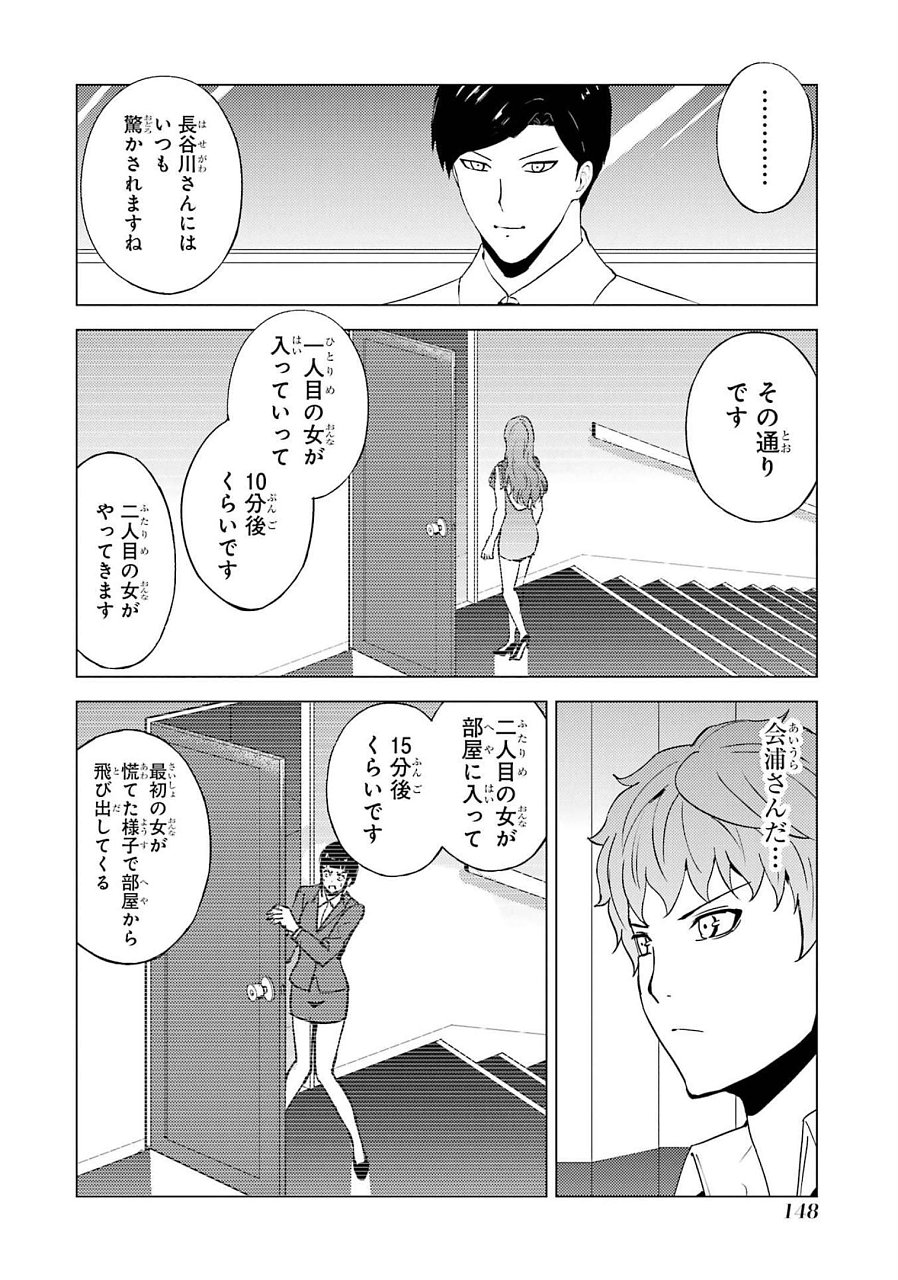 ………
長谷川さんには
いつも
驚かされますね
その通り
です
一人目の女が
入っていって
10分後
くらいです
二人目の女が
やってきます
会浦さんだ…
二人目の女が
部屋に入って
15分後
くらいです
最初の女が
慌てた様子で部屋から
飛び出してくる
148